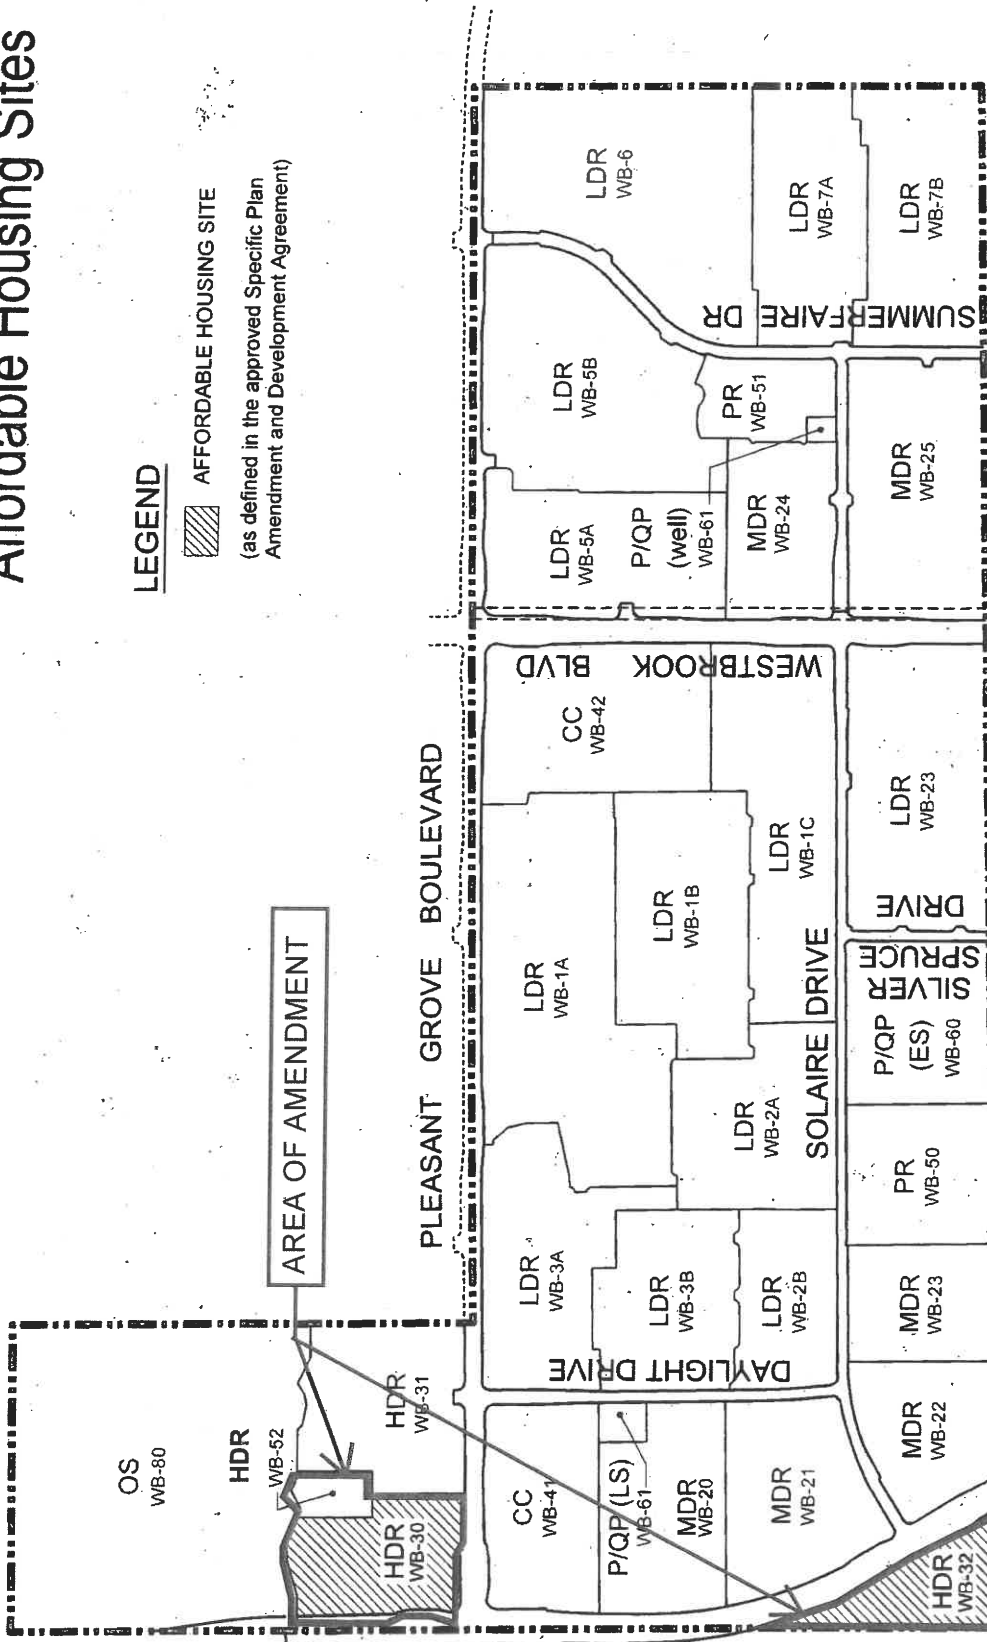 Affordable Housing Sites
LEGEND
AFFORDABLE HOUSING SITE
(as defined in the approved Specific Plan
Amendment and Development Agreement)
AREA OF AMENDMENT
PLEASANT GROVE BOULEVARD
OS
WB-80
HDR
WB-52
HDR
WB-31
HDR
WB-30
CC
WB-41
P/QP (LS)
WB-61
MDR
WB-20
MDR
WB-21
HDR
WB-32
MDR
WB-22
DAYLIGHT DRIVE
LDR
WB-3A
LDR
WB-3B
LDR
WB-2B
MDR
WB-23
PR
WB-50
LDR
WB-2A
SOLAIRE DRIVE
LDR
WB-1A
LDR
WB-1B
LDR
WB-1C
P/QP
(ES)
WB-60
SILVER
SPRUCE
DRIVE
LDR
WB-23
CC
WB-42
WESTBROOK BLVD
LDR
WB-5A
P/QP
(well)
WB-61
MDR
WB-24
LDR
WB-5B
PR
WB-51
MDR
WB-25
SUMMERFAIRE DR
LDR
WB-6
LDR
WB-7A
LDR
WB-7B